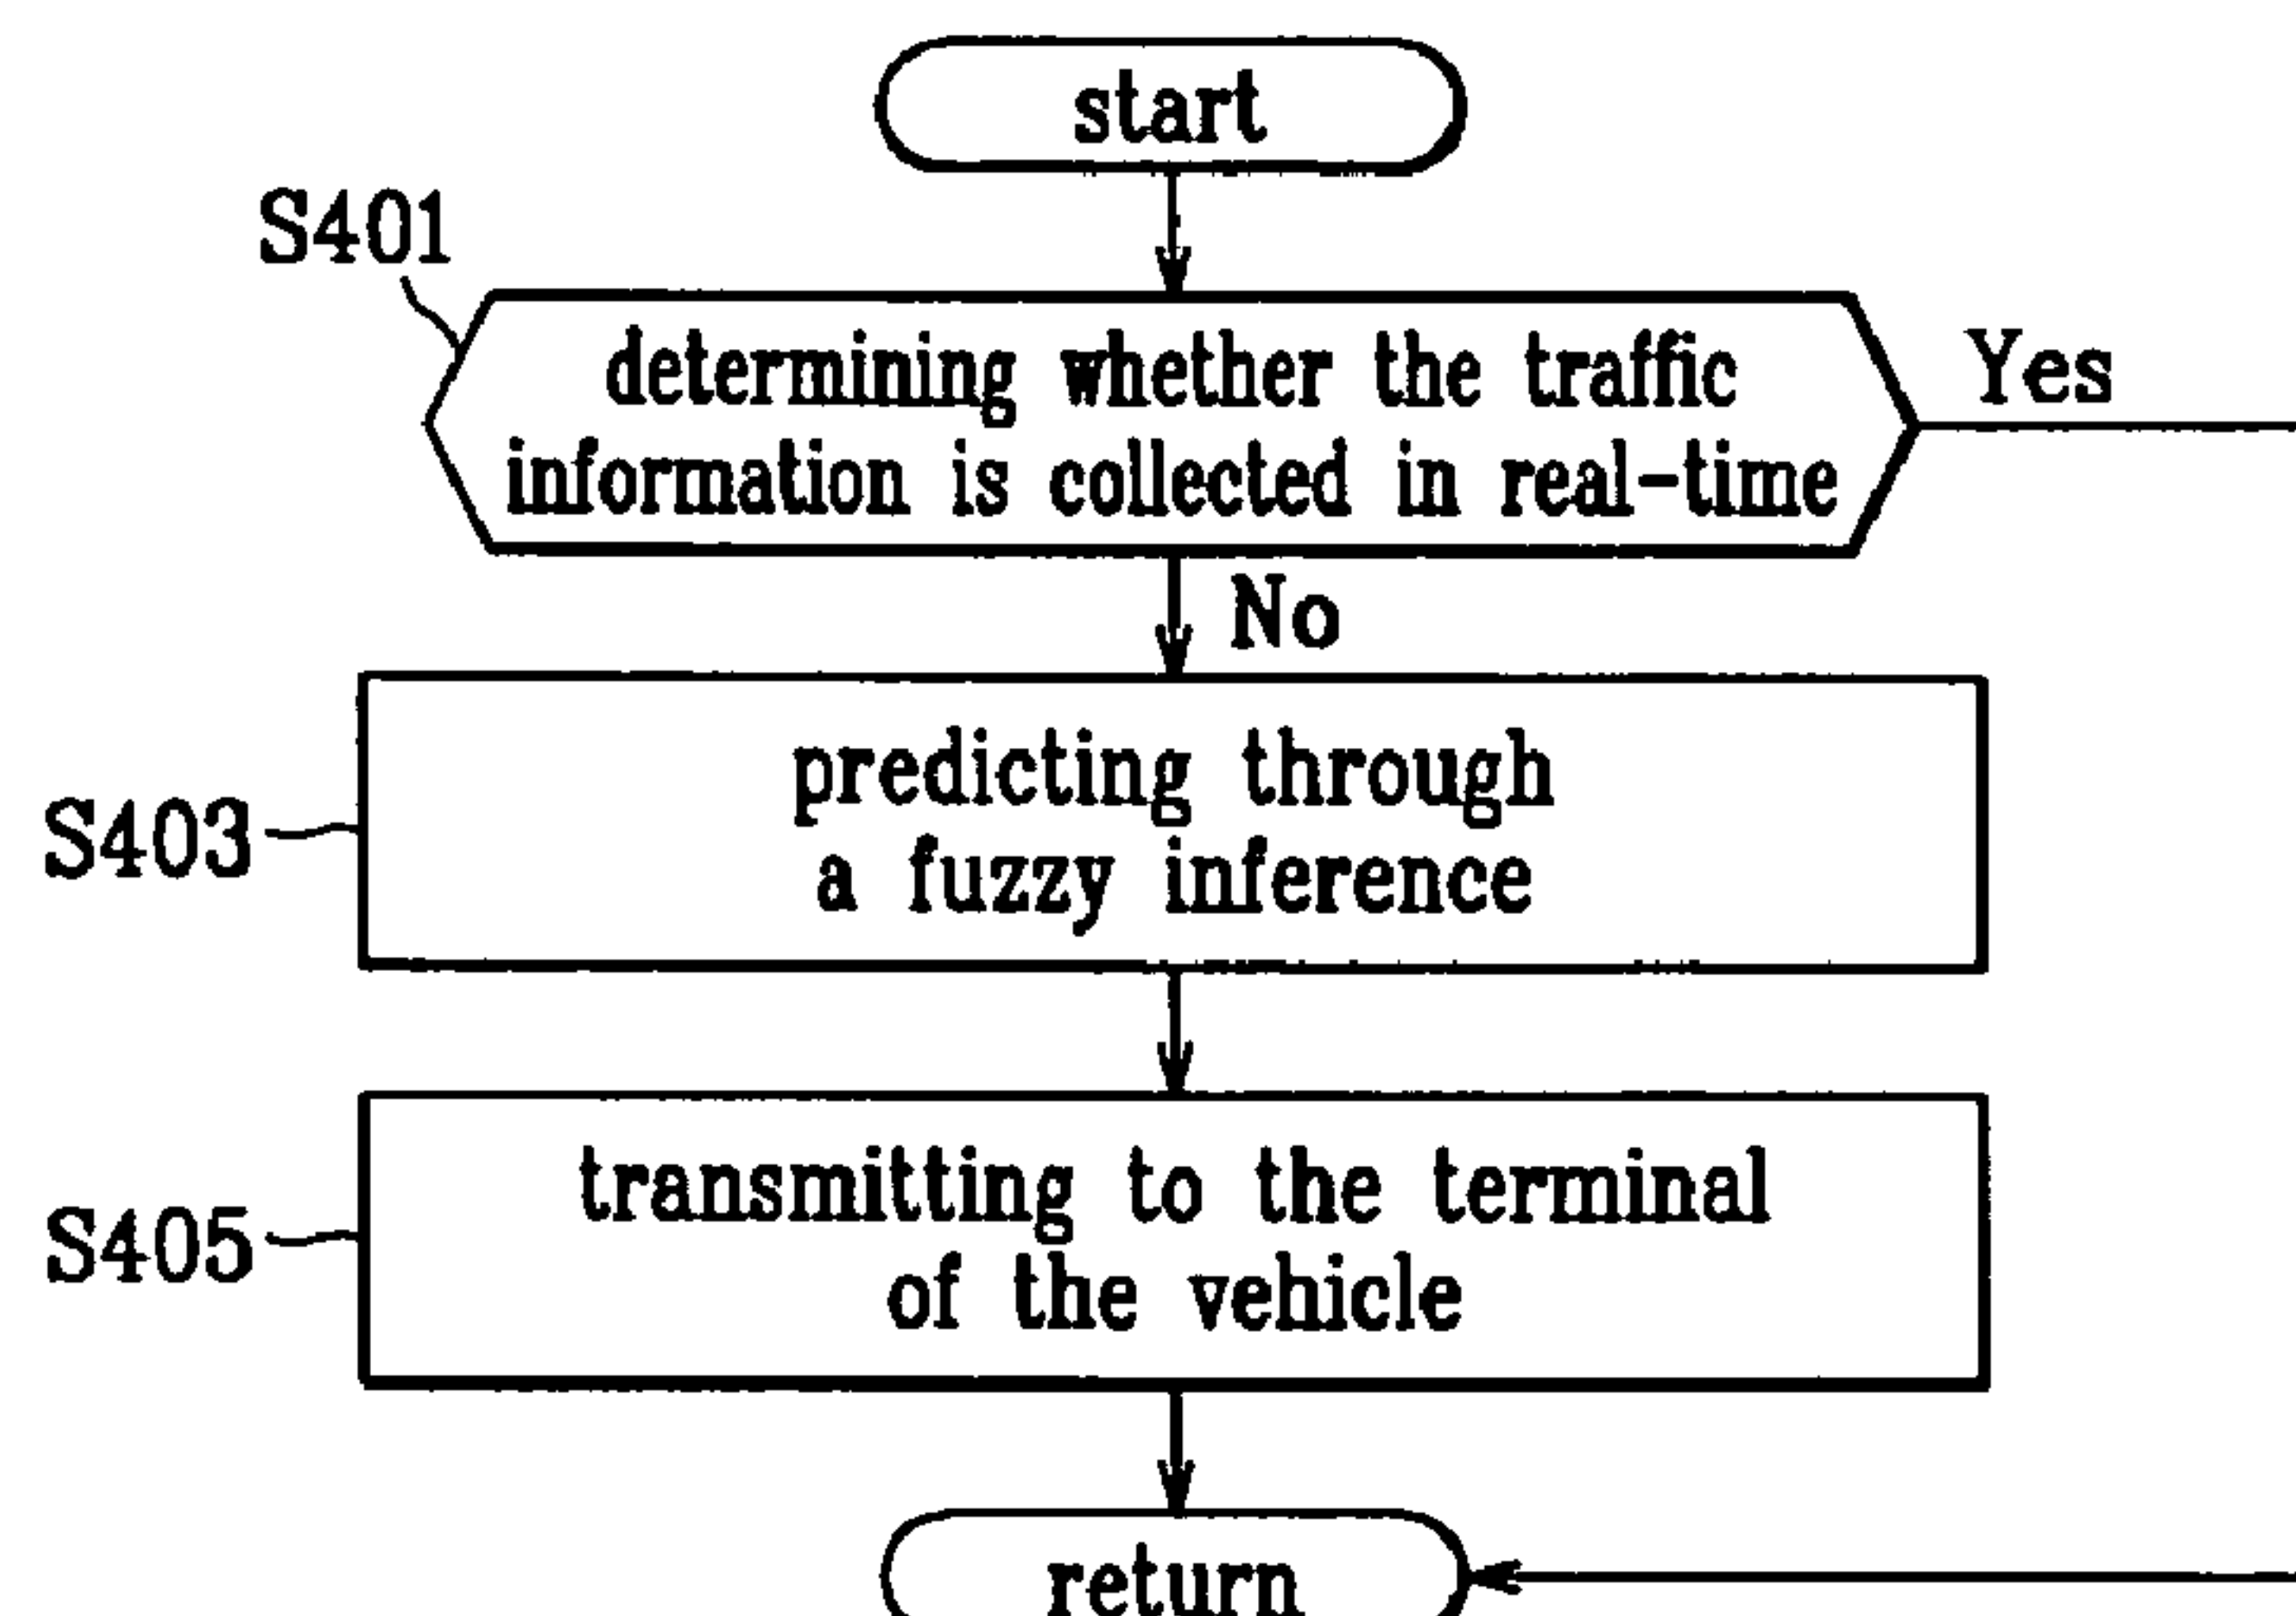 start
S401
determining whether the traffic
information is collected in real-time
Yes
No
S403
predicting through
a fuzzy inference
S405
transmitting to the terminal
of the vehicle
return